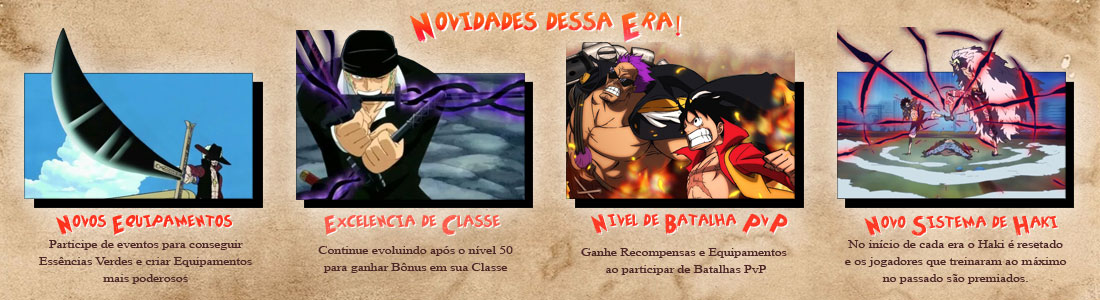 Novidades dessa Era!
Novos Equipamentos
Participe de eventos para conseguir
Essências Verdes e criar Equipamentos
mais poderosos
Excelencia de Classe
Continue evoluindo após o nível 50
para ganhar Bônus em sua Classe
Nivel de Batalha PvP
Ganhe Recompensas e Equipamentos
ao participar de Batalhas PvP
Novo Sistema de Haki
No início de cada era o Haki é resetado
e os jogadores que treinaram ao máximo
no passado são premiados.